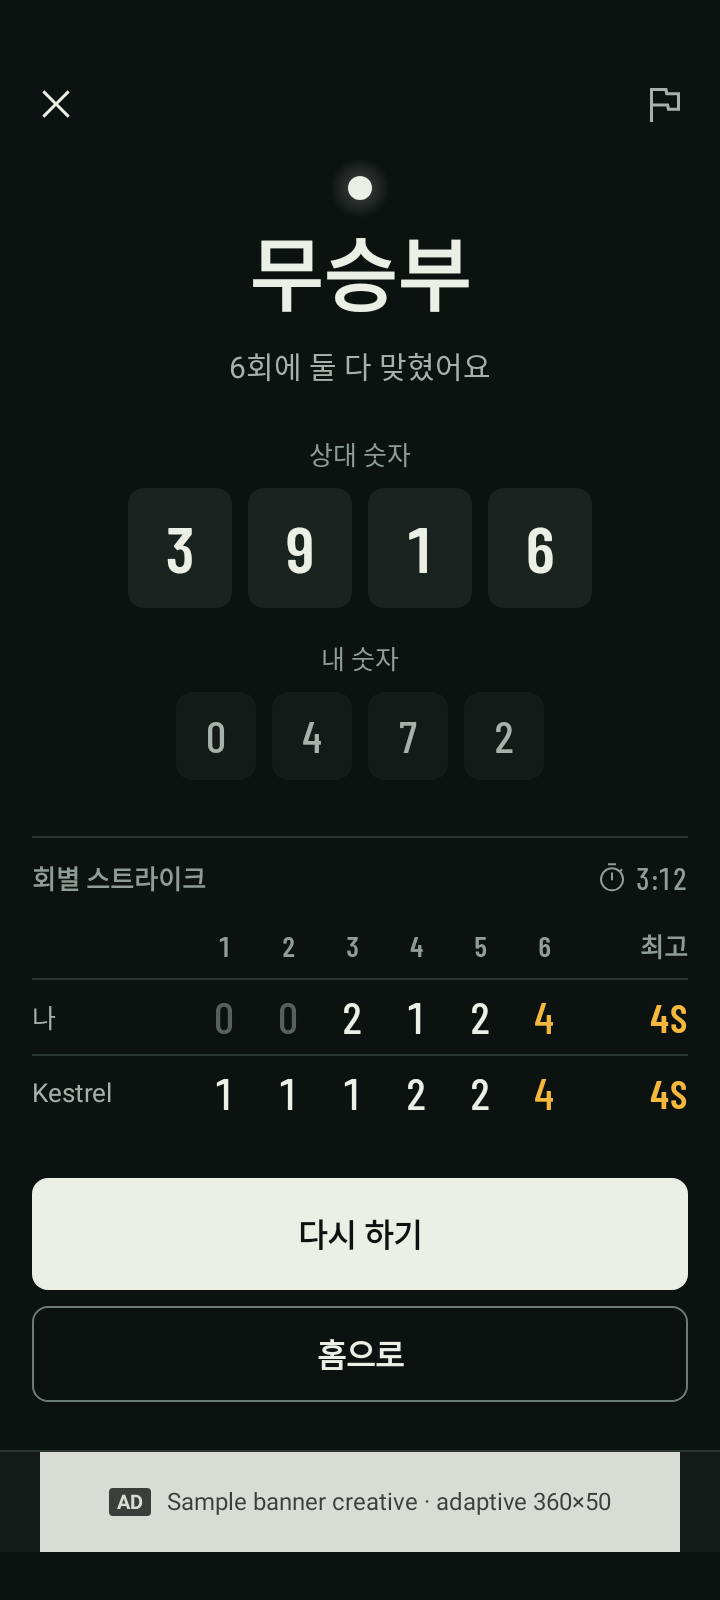 무승부
6회에 둘 다 맞혔어요
상대 숫자
3 9 1 6
내 숫자
0 4 7 2
회별 스트라이크 3:12
1 2 3 4 5 6 최고
나 0 0 2 1 2 4 4S
Kestrel 1 1 1 2 2 4 4S
다시 하기
홈으로
AD Sample banner creative · adaptive 360×50